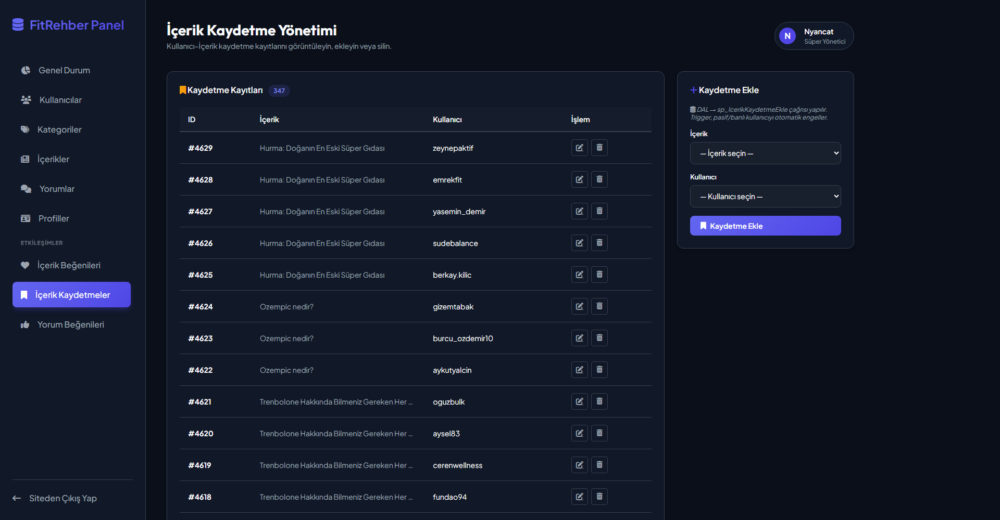 FitRehber Panel
Genel Durum
Kullanıcılar
Kategoriler
İçerikler
Yorumlar
Profiller
ETKİLEŞİMLER
İçerik Beğenileri
İçerik Kaydetmeler
Yorum Beğenileri
Siteden Çıkış Yap
İçerik Kaydetme Yönetimi
Kullanıcı–İçerik kaydetme kayıtlarını görüntüleyin, ekleyin veya silin.
N
Nyancat
Süper Yönetici
Kaydetme Kayıtları 347
ID İçerik Kullanıcı İşlem
#4629 Hurma: Doğanın En Eski Süper Gıdası zeynepaktif
#4628 Hurma: Doğanın En Eski Süper Gıdası emrekfit
#4627 Hurma: Doğanın En Eski Süper Gıdası yasemin_demir
#4626 Hurma: Doğanın En Eski Süper Gıdası sudebalance
#4625 Hurma: Doğanın En Eski Süper Gıdası berkay.kilic
#4624 Ozempic nedir? gizemtabak
#4623 Ozempic nedir? burcu_ozdemir10
#4622 Ozempic nedir? aykutyalcin
#4621 Trenbolone Hakkında Bilmeniz Gereken Her ... oguzbulk
#4620 Trenbolone Hakkında Bilmeniz Gereken Her ... aysel83
#4619 Trenbolone Hakkında Bilmeniz Gereken Her ... cerenwellness
#4618 Trenbolone Hakkında Bilmeniz Gereken Her ... fundao94
Kaydetme Ekle
DAL → sp_IcerikKaydetmeEkle çağrısı yapılır.
Trigger, pasif/banlı kullanıcıyı otomatik engeller.
İçerik
— İçerik seçin —
Kullanıcı
— Kullanıcı seçin —
Kaydetme Ekle